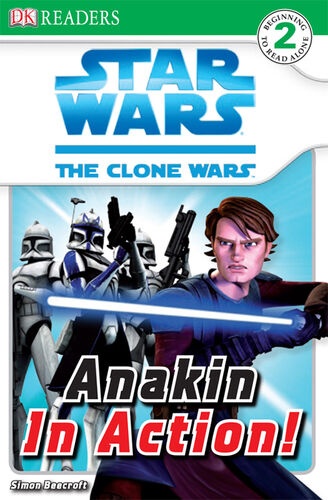 DK READERS
BEGINNING
TO READ ALONE
2
STAR
WARS
THE CLONE WARS
Anakin
In Action!
Simon Beecroft